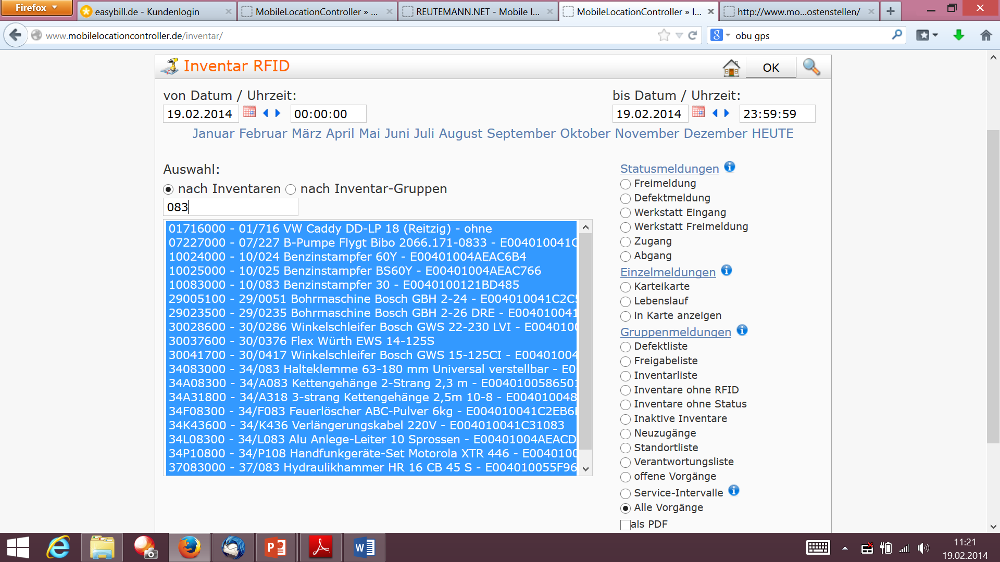 Firefox
easybill.de - Kundenlogin
MobileLocationController » ...
REUTEMANN.NET - Mobile I...
MobileLocationController » I...
http://www.mo...ostenstellen/
www.mobilelocationcontroller.de/inventar/
obu gps
Inventar RFID
OK
von Datum / Uhrzeit:
bis Datum / Uhrzeit:
19.02.2014
00:00:00
19.02.2014
23:59:59
Januar Februar März April Mai Juni Juli August September Oktober November Dezember HEUTE
Auswahl:
nach Inventaren
nach Inventar-Gruppen
083
01716000 - 01/716 VW Caddy DD-LP 18 (Reitzig) - ohne
07227000 - 07/227 B-Pumpe Flygt Bibo 2066.171-0833 - E004010041C
10024000 - 10/024 Benzinstampfer 60Y - E00401004AEAC6B4
10025000 - 10/025 Benzinstampfer BS60Y - E00401004AEAC766
10083000 - 10/083 Benzinstampfer 30 - E0040100121BD485
29005100 - 29/0051 Bohrmaschine Bosch GBH 2-24 - E004010041C2C5
29023500 - 29/0235 Bohrmaschine Bosch GBH 2-26 DRE - E004010041
30028600 - 30/0286 Winkelschleifer Bosch GWS 22-230 LVI - E0040100
30037600 - 30/0376 Flex Würth EWS 14-125S
30041700 - 30/0417 Winkelschleifer Bosch GWS 15-125CI - E00401004
34083000 - 34/083 Halteklemme 63-180 mm Universal verstellbar - E00
34A08300 - 34/A083 Kettengehänge 2-Strang 2,3 m - E0040100586501
34A31800 - 34/A318 3-strang Kettengehänge 2,5m 10-8 - E004010048
34F08300 - 34/F083 Feuerlöscher ABC-Pulver 6kg - E004010041C2EB6
34K43600 - 34/K436 Verlängerungskabel 220V - E004010041C31083
34L08300 - 34/L083 Alu Anlege-Leiter 10 Sprossen - E00401004AEACD
34P10800 - 34/P108 Handfunkgeräte-Set Motorola XTR 446 - E0040100
37083000 - 37/083 Hydraulikhammer HR 16 CB 45 S - E004010055F96
Statusmeldungen
Freimeldung
Defektmeldung
Werkstatt Eingang
Werkstatt Freimeldung
Zugang
Abgang
Einzelmeldungen
Karteikarte
Lebenslauf
in Karte anzeigen
Gruppenmeldungen
Defektliste
Freigabeliste
Inventarliste
Inventare ohne RFID
Inventare ohne Status
Inaktive Inventare
Neuzugänge
Standortliste
Verantwortungsliste
offene Vorgänge
Service-Intervalle
Alle Vorgänge
als PDF
11:21
19.02.2014